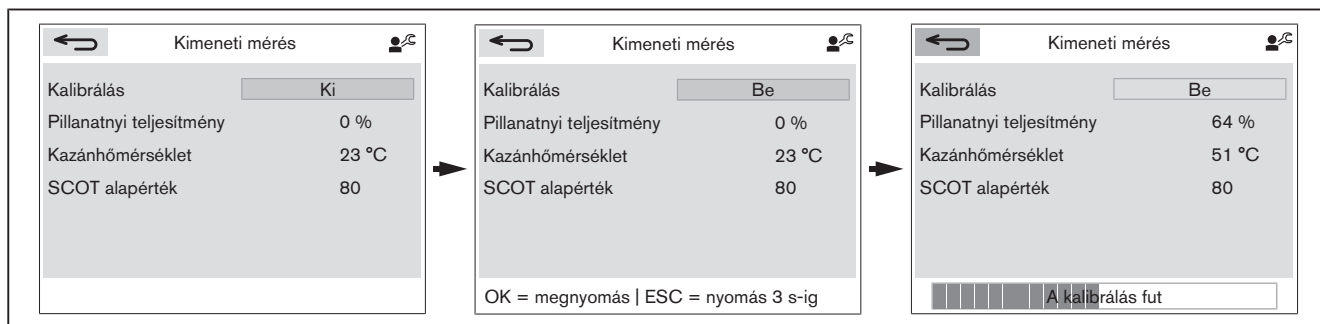 Kimeneti mérés
Kalibrálás Ki
Pillanatnyi teljesítmény 0 %
Kazánhőmérséklet 23 °C
SCOT alapérték 80
Kimeneti mérés
Kalibrálás Be
Pillanatnyi teljesítmény 0 %
Kazánhőmérséklet 23 °C
SCOT alapérték 80
OK = megnyomás | ESC = nyomás 3 s-ig
Kimeneti mérés
Kalibrálás Be
Pillanatnyi teljesítmény 64 %
Kazánhőmérséklet 51 °C
SCOT alapérték 80
A kalibrálás fut